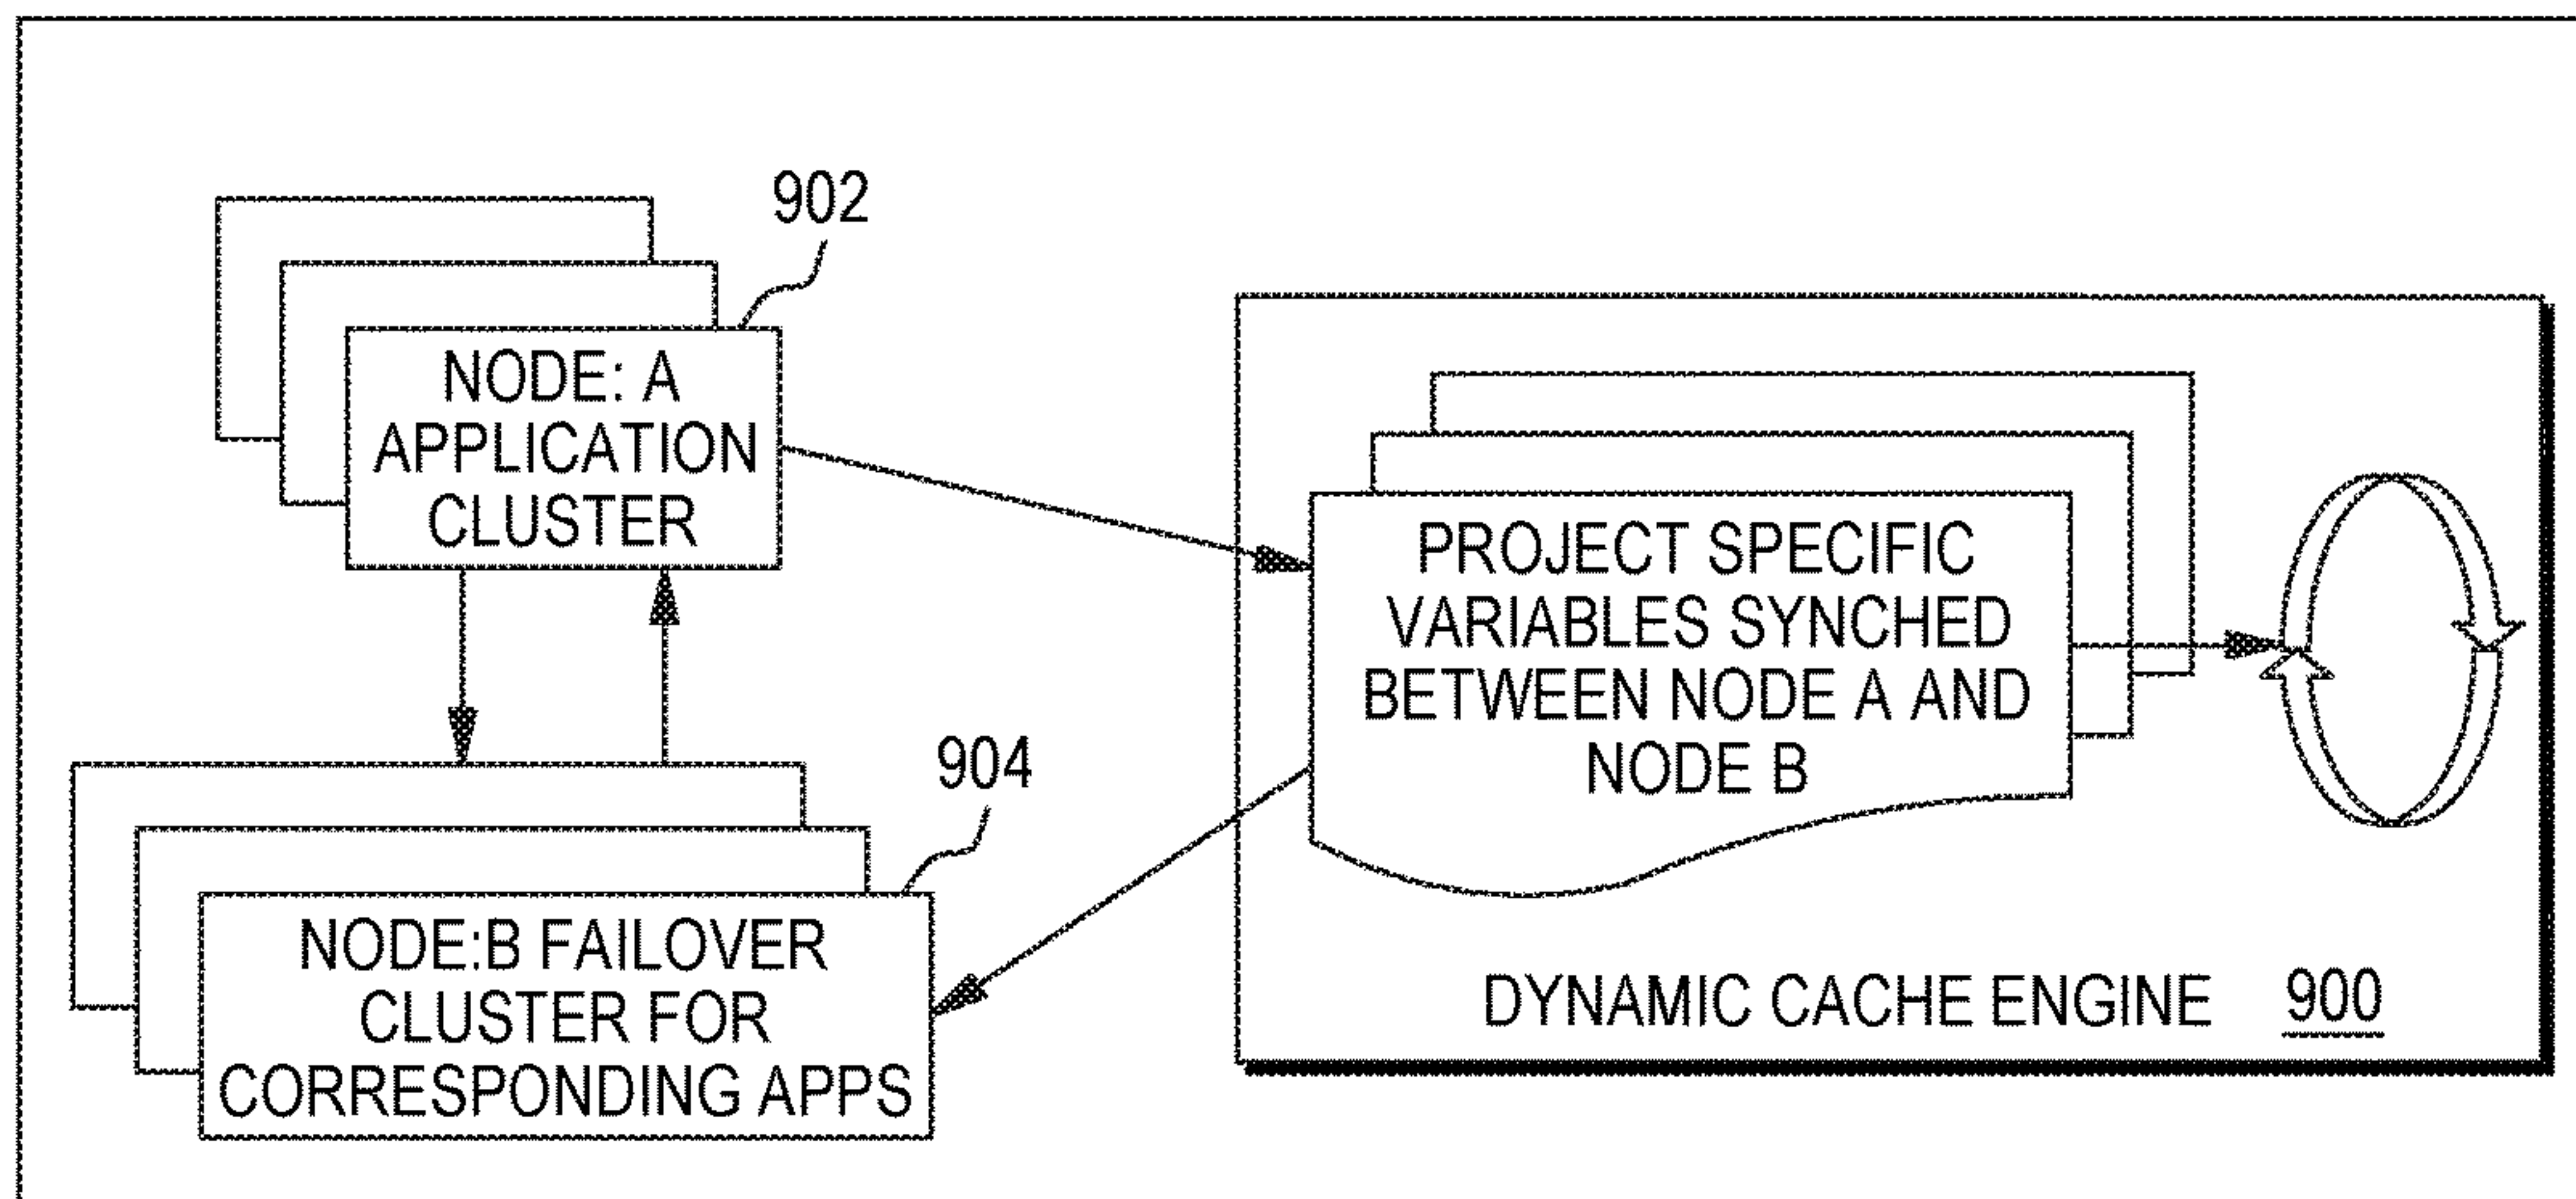 902
NODE: A
APPLICATION
CLUSTER
PROJECT SPECIFIC
VARIABLES SYNCHED
BETWEEN NODE A AND
NODE B
904
NODE:B FAILOVER
CLUSTER FOR
CORRESPONDING APPS
DYNAMIC CACHE ENGINE 900